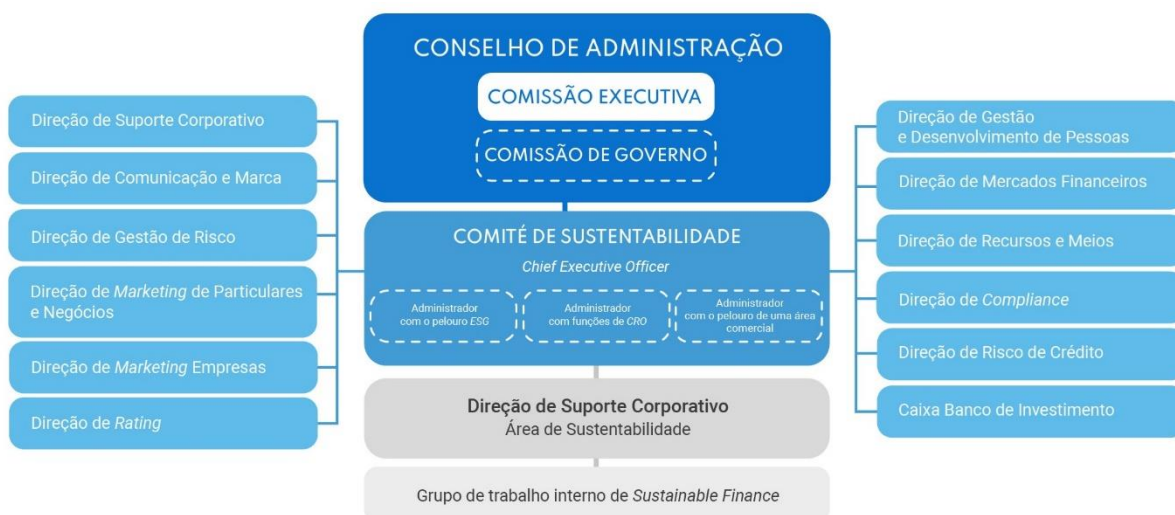 CONSELHO DE ADMINISTRAÇÃO
COMISSÃO EXECUTIVA
COMISSÃO DE GOVERNO
Direção de Suporte Corporativo
Direção de Comunicação e Marca
Direção de Gestão de Risco
Direção de Marketing de Particulares
e Negócios
Direção de Marketing Empresas
Direção de Rating
COMITÉ DE SUSTENTABILIDADE
Chief Executive Officer
Administrador
com o pelouro ESG
Administrador
com funções de CRO
Administrador
com o pelouro de uma área
comercial
Direção de Gestão
e Desenvolvimento de Pessoas
Direção de Mercados Financeiros
Direção de Recursos e Meios
Direção de Compliance
Direção de Risco de Crédito
Caixa Banco de Investimento
Direção de Suporte Corporativo
Área de Sustentabilidade
Grupo de trabalho interno de Sustainable Finance